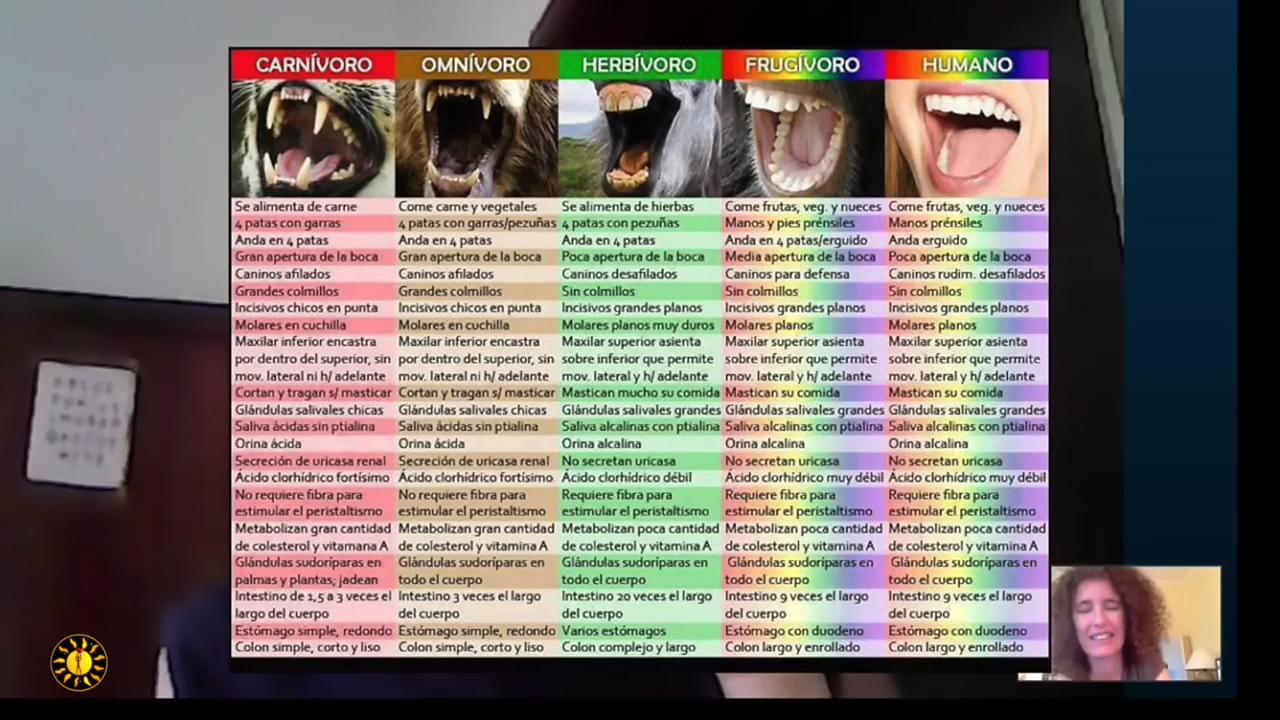 CARNÍVORO OMNÍVORO HERBÍVORO FRUGÍVORO HUMANO
Se alimenta de carne Come carne y vegetales Se alimenta de hierbas Come frutas, veg. y nueces Come frutas, veg. y nueces
4 patas con garras 4 patas con garras/pezuñas 4 patas con pezuñas Manos y pies prénsiles Manos prénsiles
Anda en 4 patas Anda en 4 patas Anda en 4 patas Anda en 4 patas/erguido Anda erguido
Gran apertura de la boca Gran apertura de la boca Poca apertura de la boca Media apertura de la boca Poca apertura de la boca
Caninos afilados Caninos afilados Caninos desafilados Caninos para defensa Caninos rudim. desafilados
Grandes colmillos Grandes colmillos Sin colmillos Sin colmillos Sin colmillos
Incisivos chicos en punta Incisivos chicos en punta Incisivos grandes planos Incisivos grandes planos Incisivos grandes planos
Molares en cuchilla Molares en cuchilla Molares planos muy duros Molares planos Molares planos
Maxilar inferior encastra Maxilar inferior encastra Maxilar superior asienta Maxilar superior asienta Maxilar superior asienta
por dentro del superior, sin por dentro del superior, sin sobre inferior que permite sobre inferior que permite sobre inferior que permite
mov. lateral ni h/ adelante mov. lateral ni h/ adelante mov. lateral y h/ adelante mov. lateral y h/ adelante mov. lateral y h/ adelante
Cortan y tragan s/ masticar Cortan y tragan s/ masticar Mastican mucho su comida Mastican su comida Mastican su comida
Glándulas salivales chicas Glándulas salivales chicas Glándulas salivales grandes Glándulas salivales grandes Glándulas salivales grandes
Saliva ácidas sin ptialina Saliva ácidas sin ptialina Saliva alcalinas con ptialina Saliva alcalinas con ptialina Saliva alcalinas con ptialina
Orina ácida Orina ácida Orina alcalina Orina alcalina Orina alcalina
Secreción de uricasa renal Secreción de uricasa renal No secretan uricasa No secretan uricasa No secretan uricasa
Ácido clorhídrico fortísimo Ácido clorhídrico fortísimo Ácido clorhídrico débil Ácido clorhídrico muy débil Ácido clorhídrico muy débil
No requiere fibra para No requiere fibra para Requiere fibra para Requiere fibra para Requiere fibra para
estimular el peristaltismo estimular el peristaltismo estimular el peristaltismo estimular el peristaltismo estimular el peristaltismo
Metabolizan gran cantidad Metabolizan gran cantidad Metabolizan poca cantidad Metabolizan poca cantidad Metabolizan poca cantidad
de colesterol y vitamana A de colesterol y vitamina A de colesterol y vitamina A de colesterol y vitamina A de colesterol y vitamina A
Glándulas sudoríparas en Glándulas sudoríparas en Glándulas sudoríparas en Glándulas sudoríparas en Glándulas sudoríparas en
palmas y plantas; jadean todo el cuerpo todo el cuerpo todo el cuerpo todo el cuerpo
Intestino de 1,5 a 3 veces el Intestino 3 veces el largo Intestino 20 veces el largo Intestino 9 veces el largo Intestino 9 veces el largo
largo del cuerpo del cuerpo del cuerpo del cuerpo del cuerpo
Estómago simple, redondo Estómago simple, redondo Varios estómagos Estómago con duodeno Estómago con duodeno
Colon simple, corto y liso Colon simple, corto y liso Colon complejo y largo Colon largo y enrollado Colon largo y enrollado